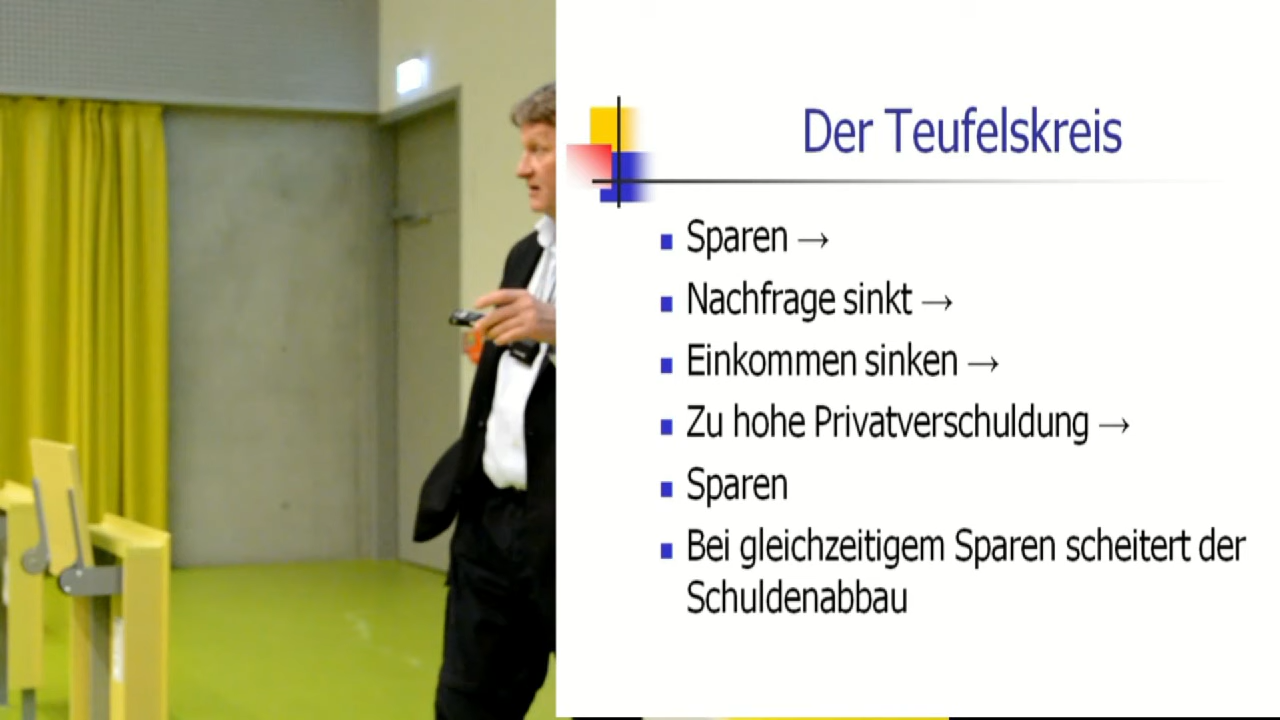 Der Teufelskreis
Sparen →
Nachfrage sinkt →
Einkommen sinken →
Zu hohe Privatverschuldung →
Sparen
Bei gleichzeitigem Sparen scheitert der
Schuldenabbau